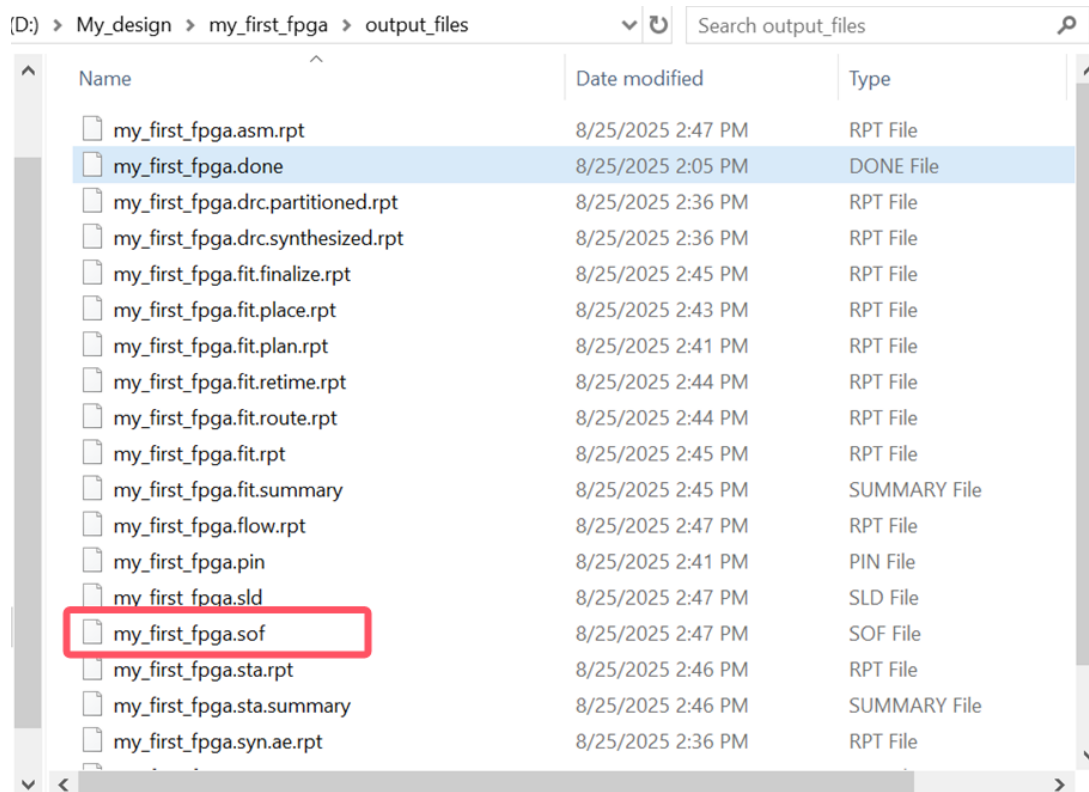 (D:) > My_design > my_first_fpga > output_files Search output_files
Name Date modified Type
my_first_fpga.asm.rpt 8/25/2025 2:47 PM RPT File
my_first_fpga.done 8/25/2025 2:05 PM DONE File
my_first_fpga.drc.partitioned.rpt 8/25/2025 2:36 PM RPT File
my_first_fpga.drc.synthesized.rpt 8/25/2025 2:36 PM RPT File
my_first_fpga.fit.finalize.rpt 8/25/2025 2:45 PM RPT File
my_first_fpga.fit.place.rpt 8/25/2025 2:43 PM RPT File
my_first_fpga.fit.plan.rpt 8/25/2025 2:41 PM RPT File
my_first_fpga.fit.retime.rpt 8/25/2025 2:44 PM RPT File
my_first_fpga.fit.route.rpt 8/25/2025 2:44 PM RPT File
my_first_fpga.fit.rpt 8/25/2025 2:45 PM RPT File
my_first_fpga.fit.summary 8/25/2025 2:45 PM SUMMARY File
my_first_fpga.flow.rpt 8/25/2025 2:47 PM RPT File
my_first_fpga.pin 8/25/2025 2:41 PM PIN File
my_first_fpga.sld 8/25/2025 2:47 PM SLD File
my_first_fpga.sof 8/25/2025 2:47 PM SOF File
my_first_fpga.sta.rpt 8/25/2025 2:46 PM RPT File
my_first_fpga.sta.summary 8/25/2025 2:46 PM SUMMARY File
my_first_fpga.syn.ae.rpt 8/25/2025 2:36 PM RPT File